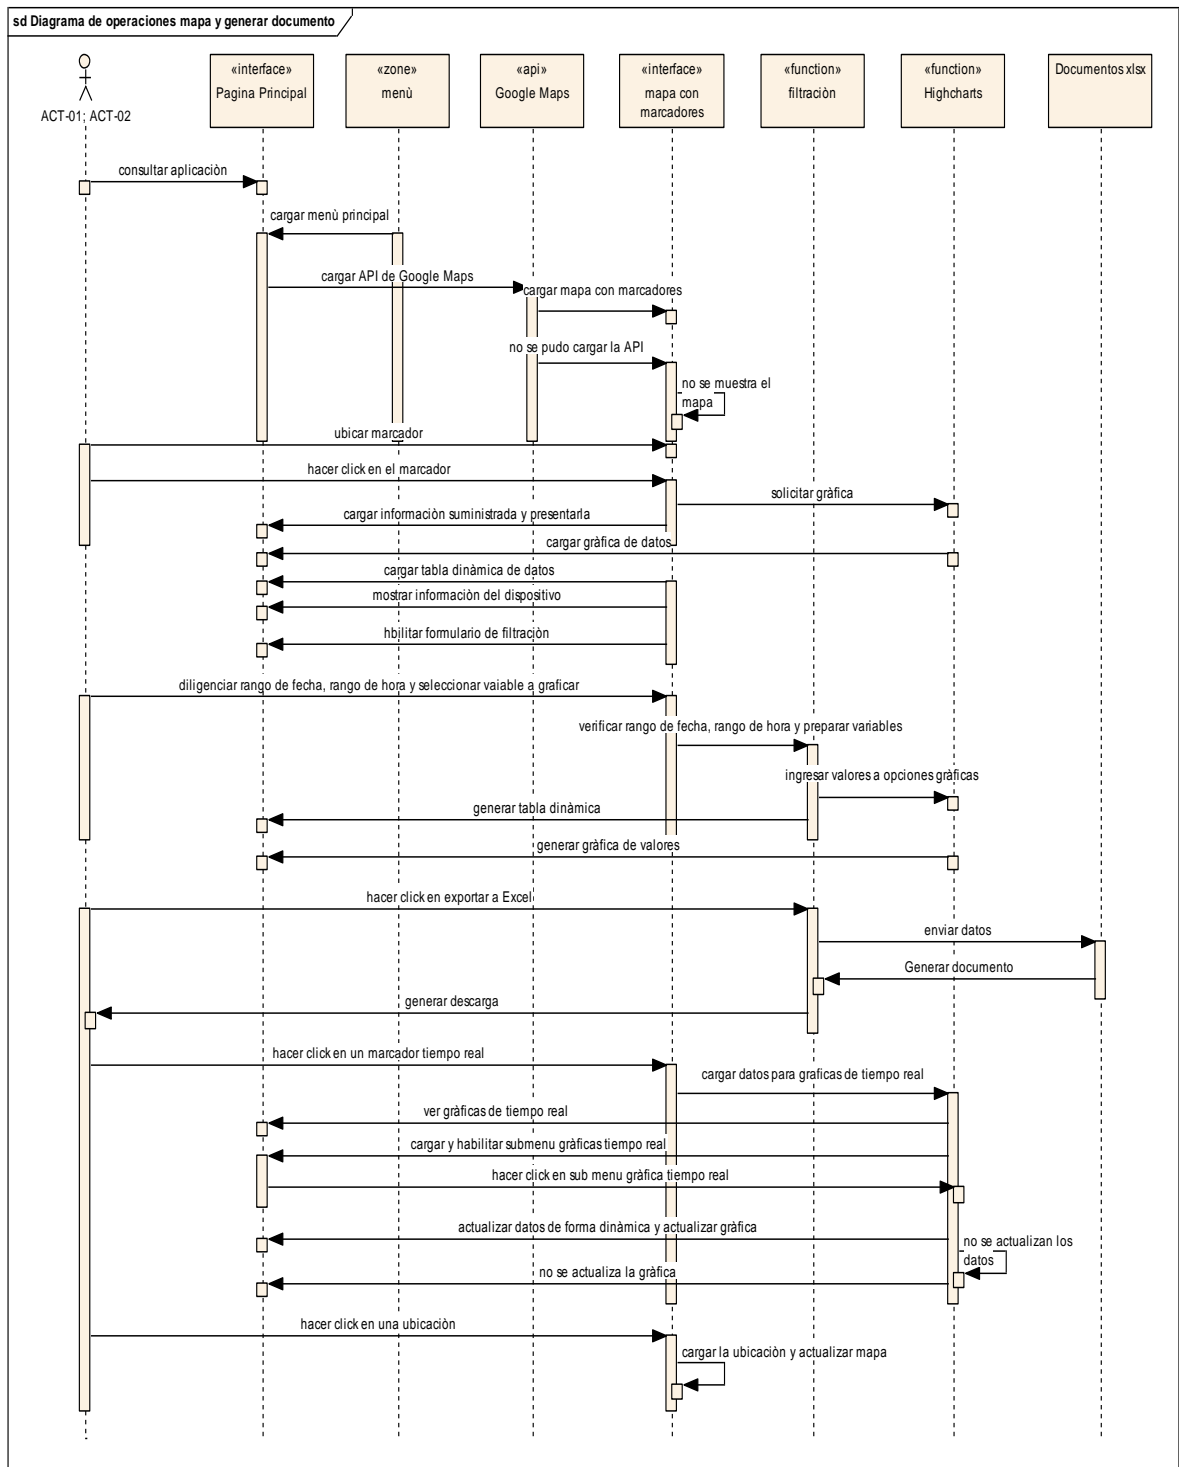 sd Diagrama de operaciones mapa y generar documento
ACT-01; ACT-02
«interface»
Pagina Principal
«zone»
menù
«api»
Google Maps
«interface»
mapa con
marcadores
«function»
filtraciòn
«function»
Highcharts
Documentos xlsx
consultar aplicaciòn
cargar menù principal
cargar API de Google Maps
cargar mapa con marcadores
no se pudo cargar la API
no se muestra el
mapa
ubicar marcador
hacer click en el marcador
solicitar gràfica
cargar informaciòn suministrada y presentarla
cargar gràfica de datos
cargar tabla dinàmica de datos
mostrar informaciòn del dispositivo
hbilitar formulario de filtraciòn
diligenciar rango de fecha, rango de hora y seleccionar vaiable a graficar
verificar rango de fecha, rango de hora y preparar variables
ingresar valores a opciones gràficas
generar tabla dinàmica
generar gràfica de valores
hacer click en exportar a Excel
enviar datos
Generar documento
generar descarga
hacer click en un marcador tiempo real
cargar datos para graficas de tiempo real
ver gràficas de tiempo real
cargar y habilitar submenu gràficas tiempo real
hacer click en sub menu gràfica tiempo real
actualizar datos de forma dinàmica y actualizar gràfica
no se actualizan los
datos
no se actualiza la gràfica
hacer click en una ubicaciòn
cargar la ubicaciòn y actualizar mapa